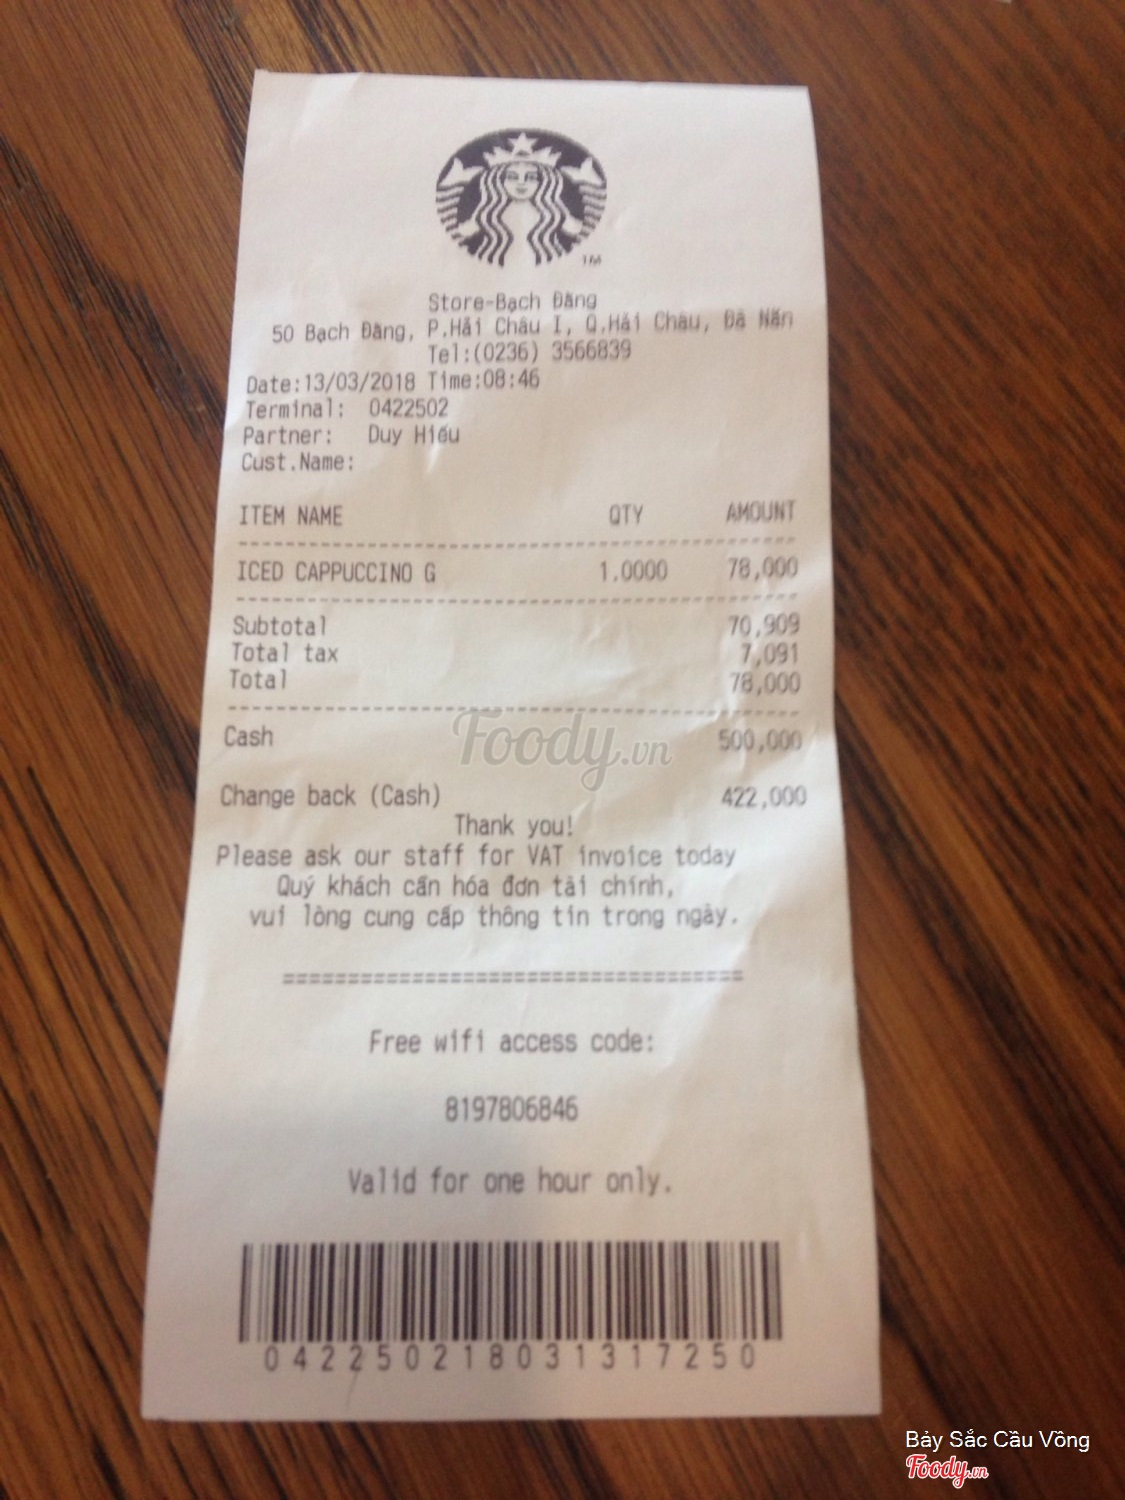 TM
Store-Bạch Đằng
50 Bạch Đằng, P.Hải Châu I, Q.Hải Châu, Đà Nẵn
Tel:(0236) 3566839
Date:13/03/2018 Time:08:46
Terminal: 0422502
Partner: Duy Hiếu
Cust.Name:
ITEM NAME QTY AMOUNT
ICED CAPPUCCINO G 1.0000 78,000
Subtotal 70,909
Total tax 7,091
Total 78,000
Cash 500,000
Foody.vn
Change back (Cash) 422,000
Thank you!
Please ask our staff for VAT invoice today
Quý khách cần hóa đơn tài chính,
vui lòng cung cấp thông tin trong ngày.
====================================
Free wifi access code:
8197806846
Valid for one hour only.
042250218031317250
Bảy Sắc Cầu Vồng
Foody.vn